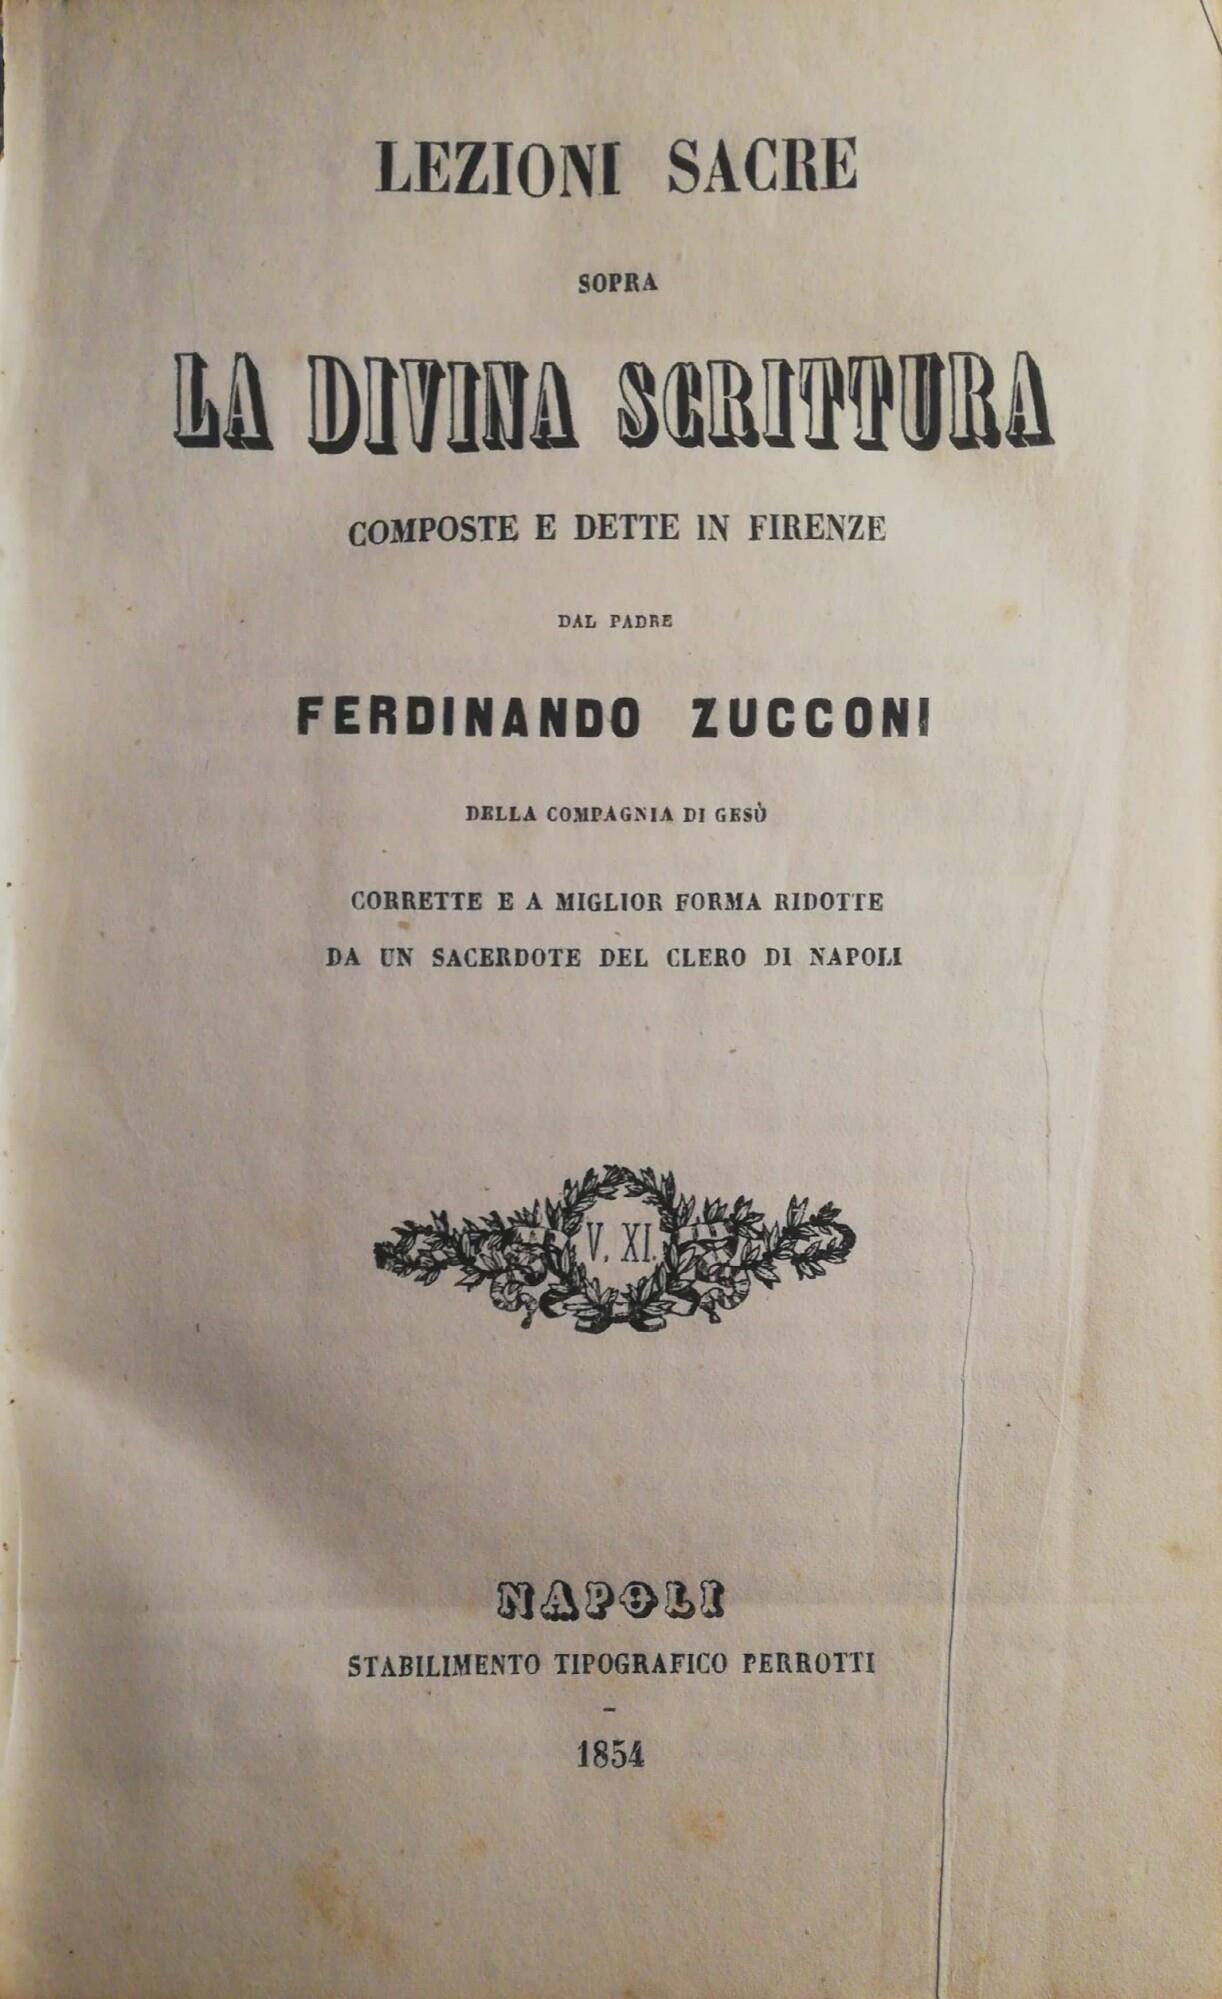 LEZIONI SACRE
SOPRA
LA DIVINA SCRITTURA
COMPOSTE E DETTE IN FIRENZE
DAL PADRE
FERDINANDO ZUCCONI
DELLA COMPAGNIA DI GESÙ
CORRETTE E A MIGLIOR FORMA RIDOTTE
DA UN SACERDOTE DEL CLERO DI NAPOLI
V. XI.
NAPOLI
STABILIMENTO TIPOGRAFICO PERROTTI
–
1854